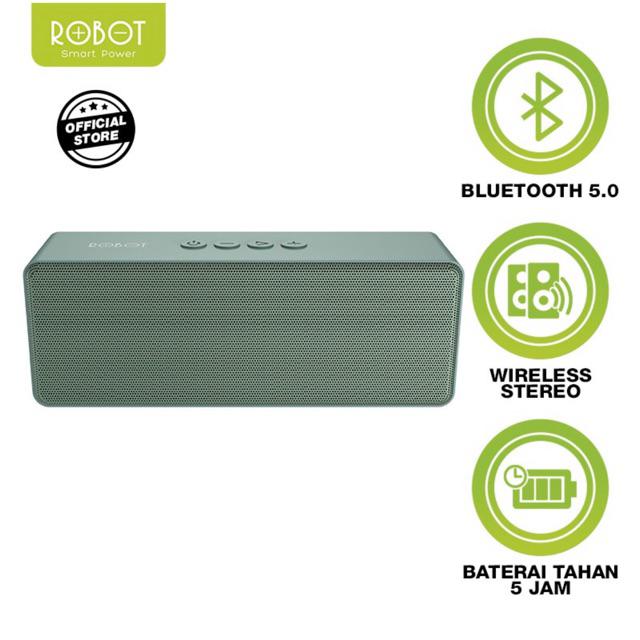 ROBOT
Smart Power
OFFICIAL
STORE
BLUETOOTH 5.0
ROBOT
WIRELESS
STEREO
BATERAI TAHAN
5 JAM